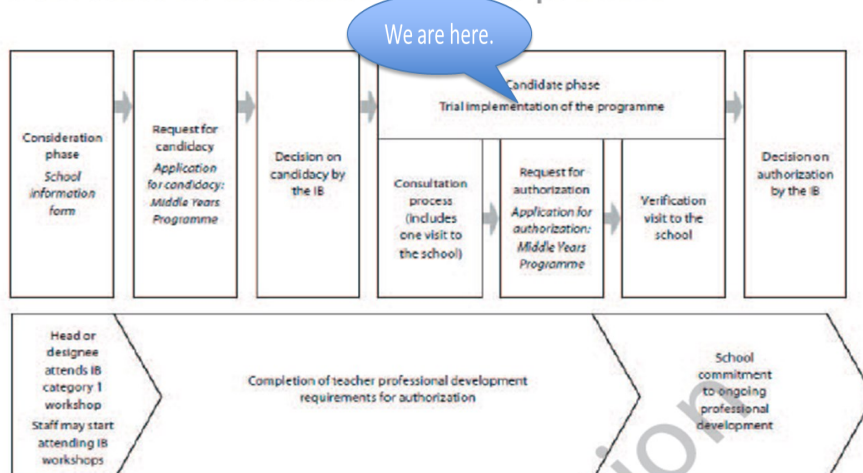 We are here.
Consideration
phase
School
information
form
Request for
candidacy
Application
for candidacy:
Middle Years
Programme
Decision on
candidacy by
the IB
Candidate phase
Trial implementation of the programme
Consultation
process
(includes
one visit to
the school)
Request for
authorization
Application for
authorization:
Middle Years
Programme
Verification
visit to the
school
Decision on
authorization
by the IB
Head or
designee
attends IB
category 1
workshop
Staff may start
attending IB
workshops
Completion of teacher professional development
requirements for authorization
School
commitment
to ongoing
professional
development